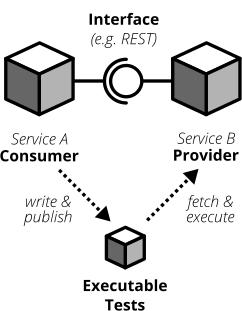 Interface
(e.g. REST)
Service A
Consumer
Service B
Provider
write &
publish
fetch &
execute
Executable
Tests